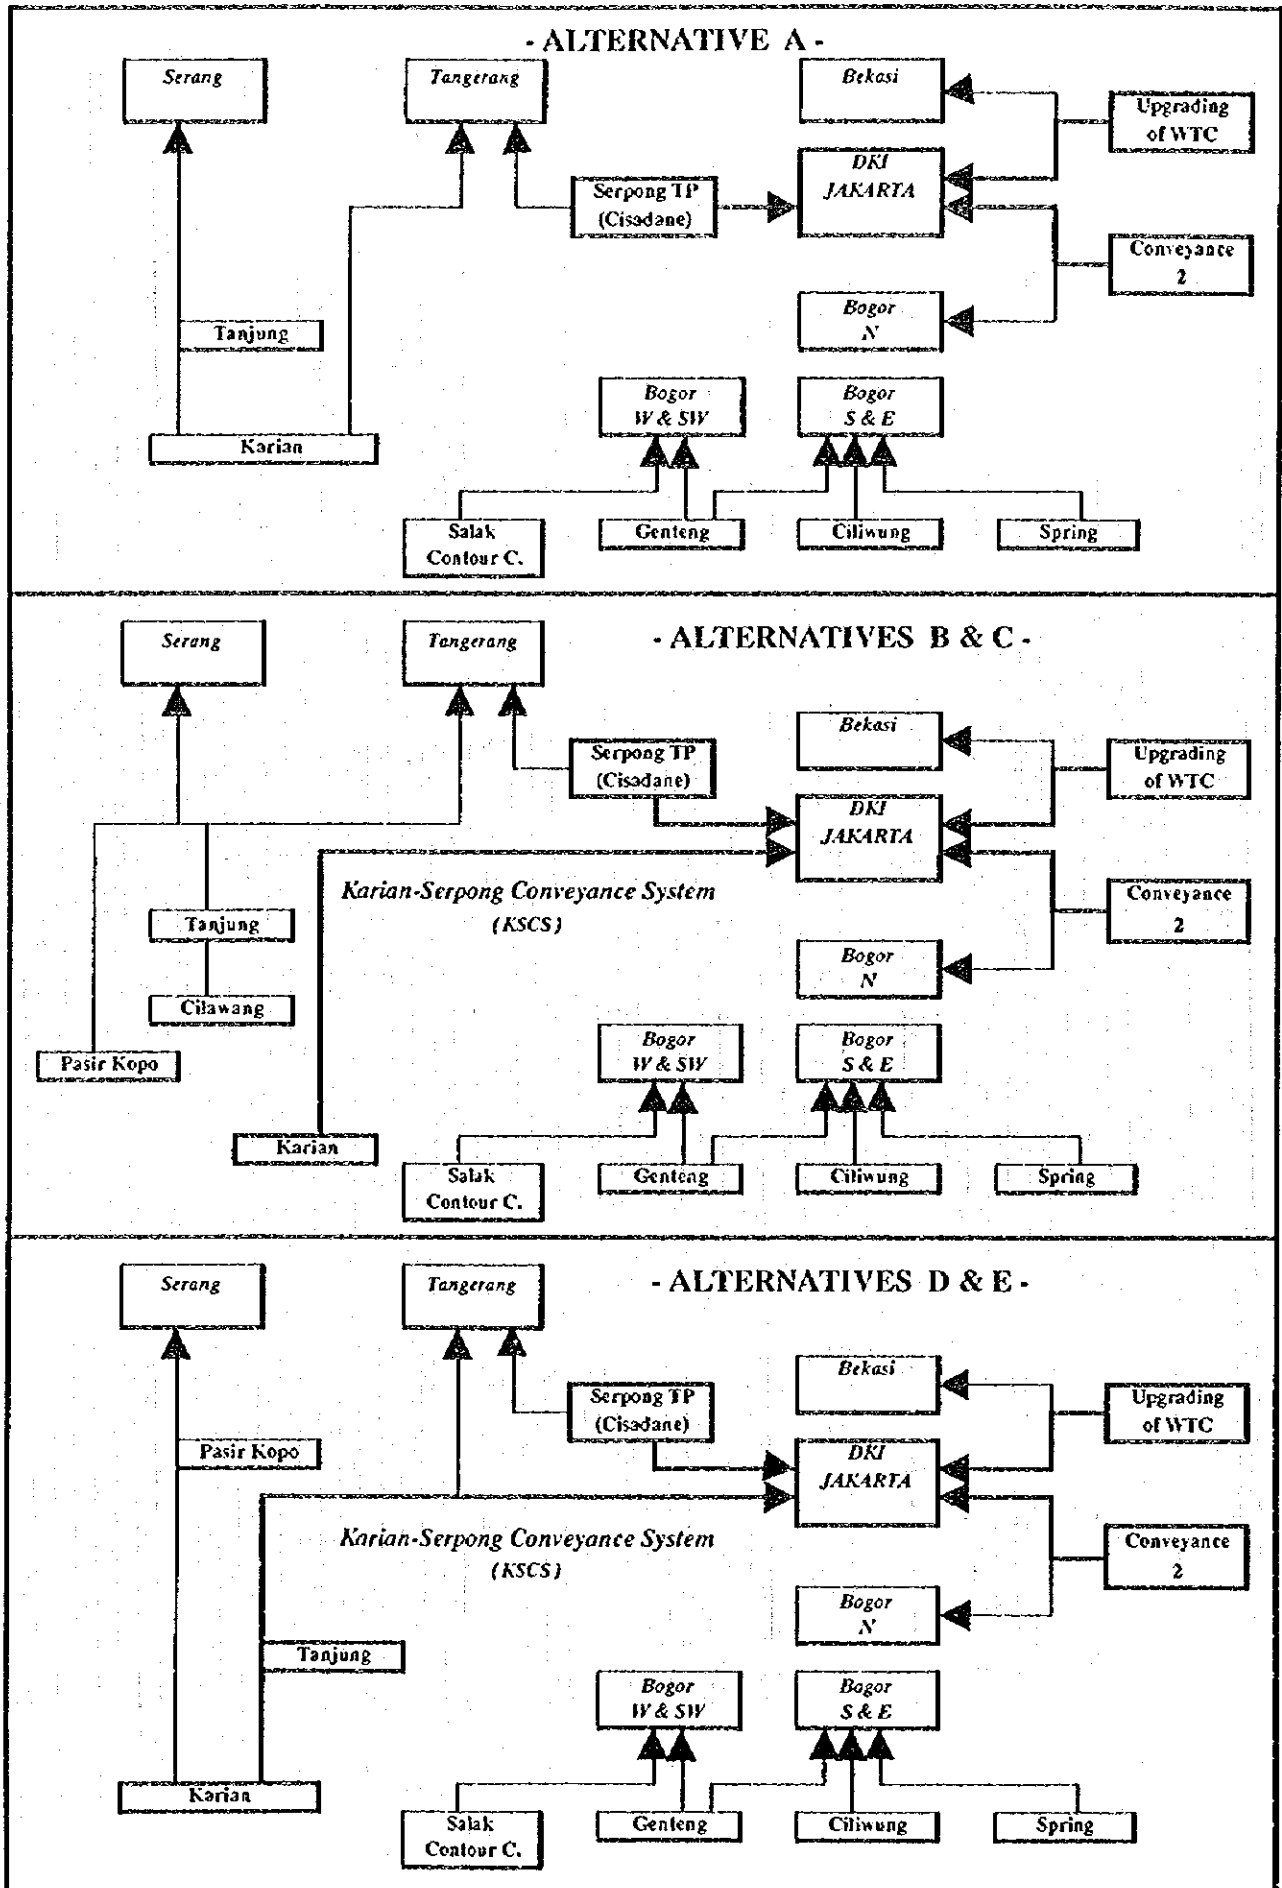 - ALTERNATIVE A -
Serang
Tangerang
Bekasi
Upgrading
of WTC
DKI
JAKARTA
Serpong TP
(Cisadane)
Conveyance
2
Bogor
N
Tanjung
Bogor
W & SW
Bogor
S & E
Karian
Salak
Contour C.
Genteng
Ciliwung
Spring
- ALTERNATIVES B & C -
Serang
Tangerang
Bekasi
Serpong TP
(Cisadane)
Upgrading
of WTC
DKI
JAKARTA
Karian-Serpong Conveyance System
(KSCS)
Conveyance
2
Tanjung
Bogor
N
Cilawang
Pasir Kopo
Bogor
W & SW
Bogor
S & E
Karian
Salak
Contour C.
Genteng
Ciliwung
Spring
- ALTERNATIVES D & E -
Serang
Tangerang
Bekasi
Serpong TP
(Cisadane)
Upgrading
of WTC
Pasir Kopo
DKI
JAKARTA
Karian-Serpong Conveyance System
(KSCS)
Conveyance
2
Bogor
N
Tanjung
Bogor
W & SW
Bogor
S & E
Karian
Salak
Contour C.
Genteng
Ciliwung
Spring